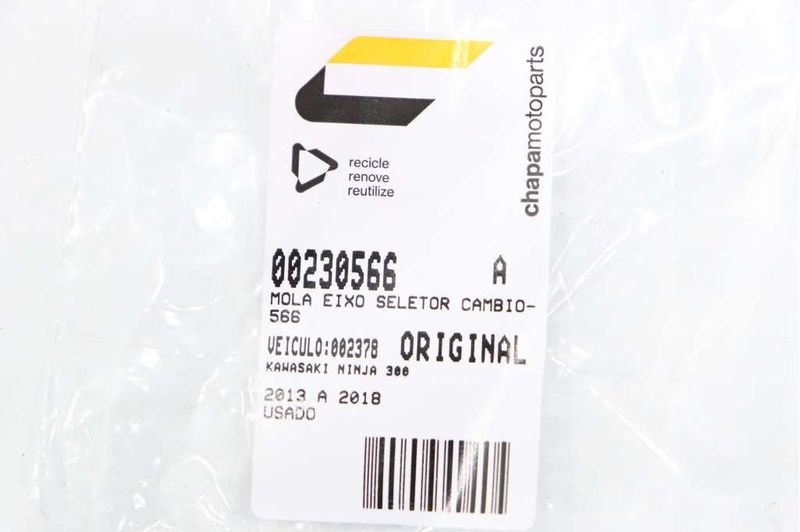 chapamotoparts
recicle
renove
reutilize
00230566 A
MOLA EIXO SELETOR CAMBIO-
566
VEICULO:002378 ORIGINAL
KAWASAKI NINJA 300
2013 A 2018
USADO